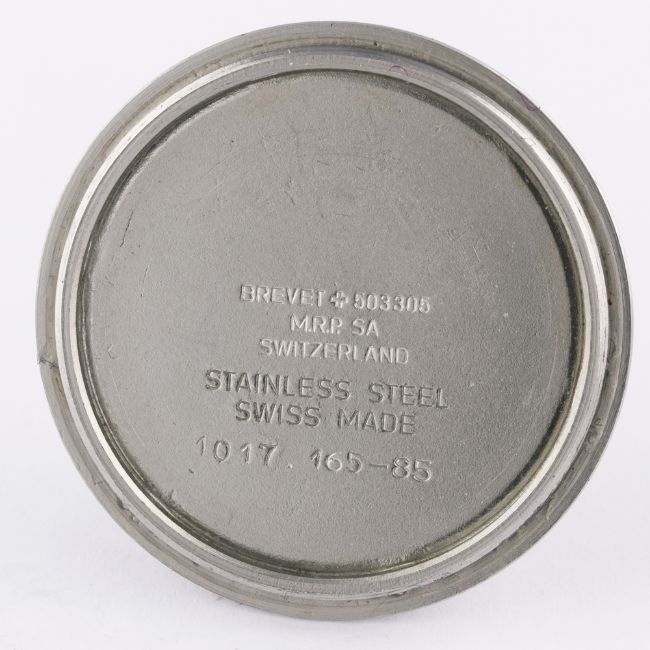 BREVET ✚ 503305
M.R.P. SA
SWITZERLAND
STAINLESS STEEL
SWISS MADE
1017.165-85